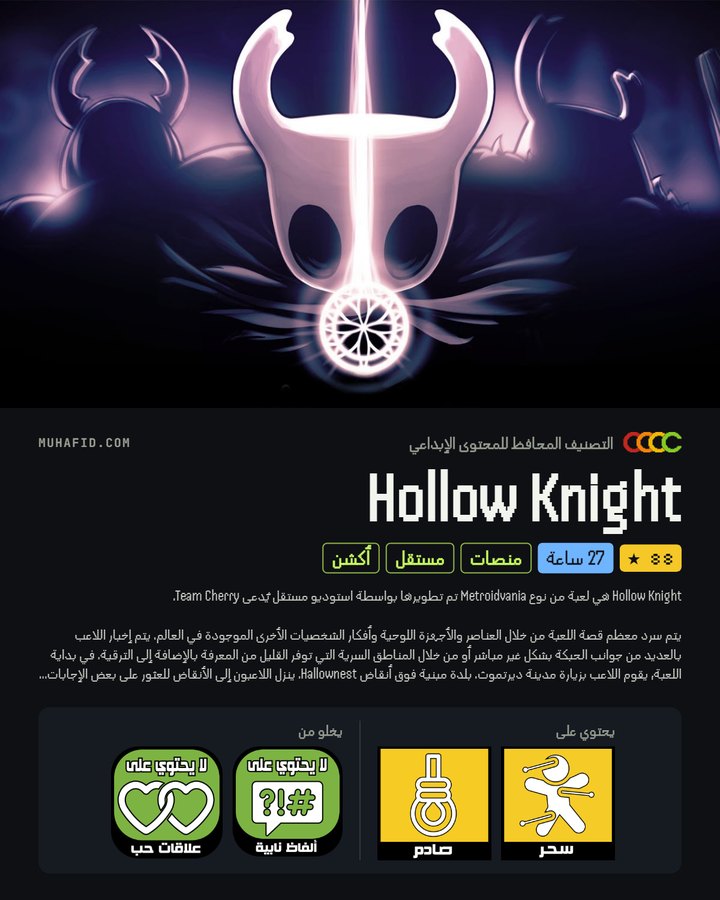 التصنيف المحافظ للمحتوى الإبداعي
MUHAFID.COM
Hollow Knight
88 ★ 27 ساعة منصات مستقل أكشن
Hollow Knight هي لعبة من نوع Metroidvania تم تطويرها بواسطة استوديو مستقل يُدعى Team Cherry.
يتم سرد معظم قصة اللعبة من خلال العناصر والأجهزة اللوحية وأفكار الشخصيات الأخرى الموجودة في العالم. يتم إخبار اللاعب
بالعديد من جوانب الحبكة بشكل غير مباشر أو من خلال المناطق السرية التي توفر القليل من المعرفة بالإضافة إلى الترقية. في بداية
اللعبة، يقوم اللاعب بزيارة مدينة ديرتموث، بلدة مبنية فوق أنقاض Hallownest. ينزل اللاعبون إلى الأنقاض للعثور على بعض الإجابات...
يحتوي على
سحر
صادم
يخلو من
لا يحتوي على
#!?
ألفاظ نابية
لا يحتوي على
علاقات حب